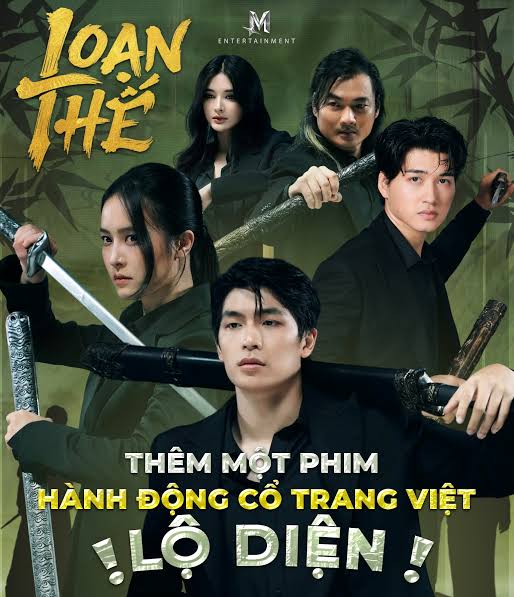 LOẠN
THẾ
M
ENTERTAINMENT
THÊM MỘT PHIM
HÀNH ĐỘNG CỔ TRANG VIỆT
! LỘ DIỆN !